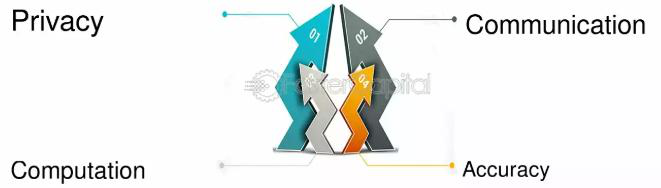 Privacy
01
02
Communication
04
Computation
Accuracy